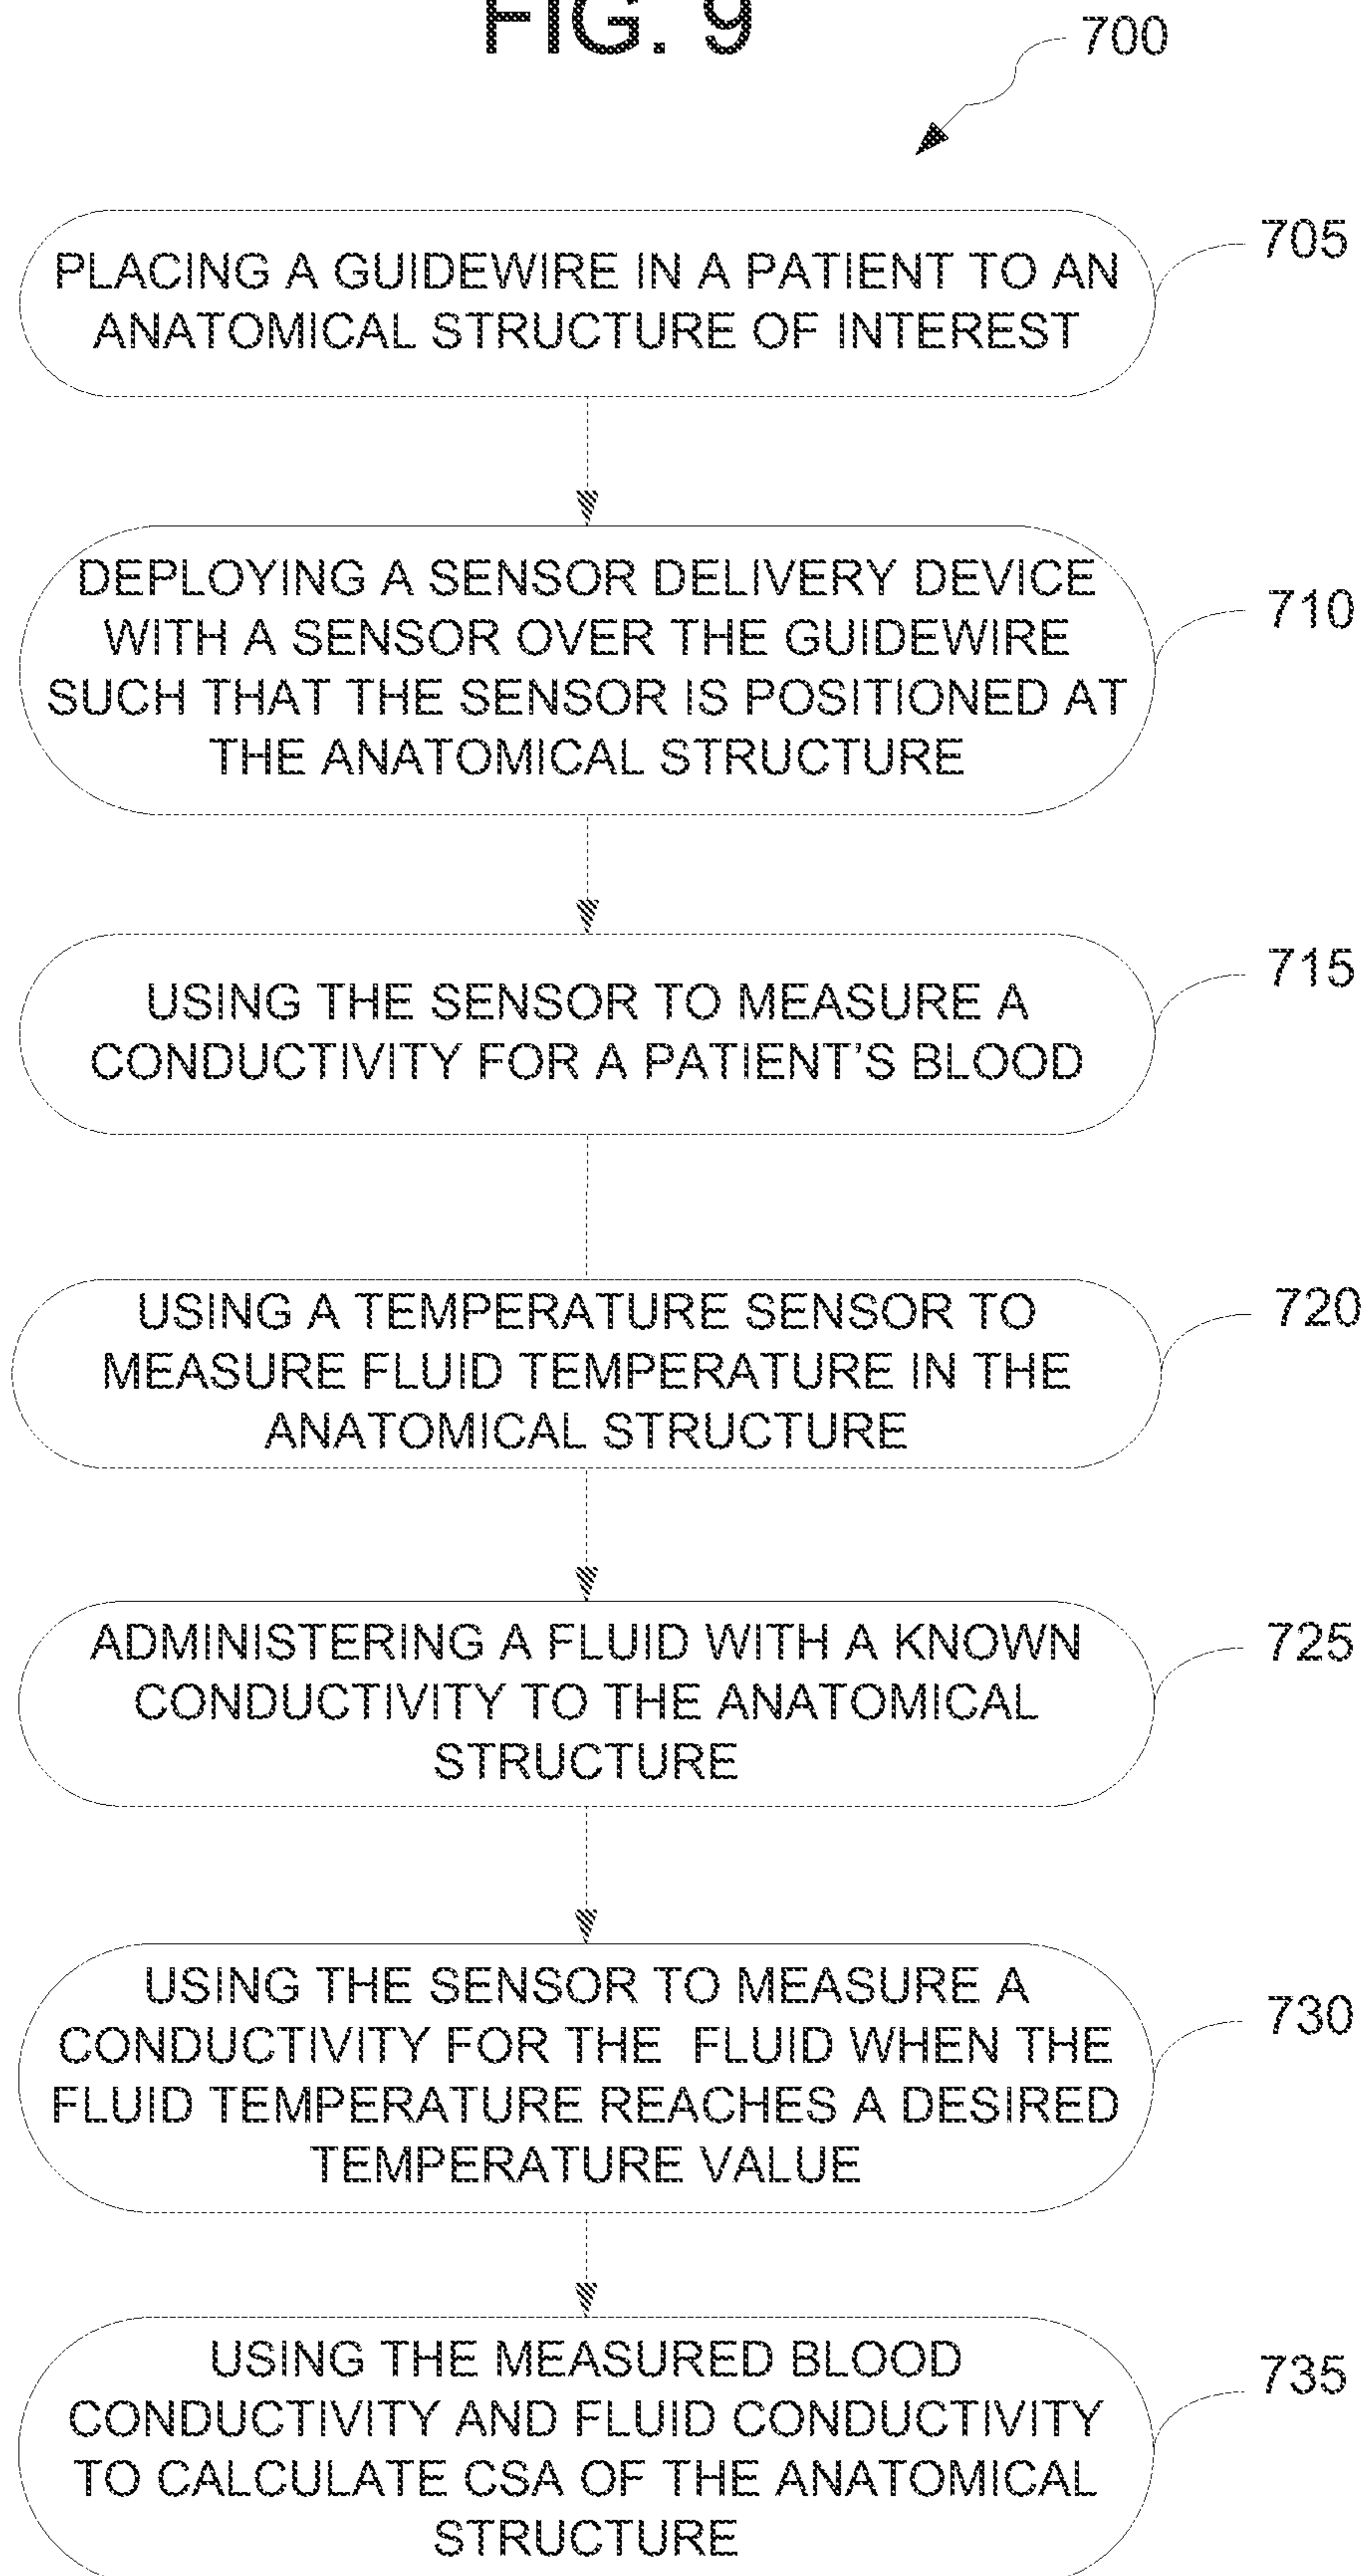 FIG. 9
700
PLACING A GUIDEWIRE IN A PATIENT TO AN
ANATOMICAL STRUCTURE OF INTEREST
705
DEPLOYING A SENSOR DELIVERY DEVICE
WITH A SENSOR OVER THE GUIDEWIRE
SUCH THAT THE SENSOR IS POSITIONED AT
THE ANATOMICAL STRUCTURE
710
USING THE SENSOR TO MEASURE A
CONDUCTIVITY FOR A PATIENT'S BLOOD
715
USING A TEMPERATURE SENSOR TO
MEASURE FLUID TEMPERATURE IN THE
ANATOMICAL STRUCTURE
720
ADMINISTERING A FLUID WITH A KNOWN
CONDUCTIVITY TO THE ANATOMICAL
STRUCTURE
725
USING THE SENSOR TO MEASURE A
CONDUCTIVITY FOR THE  FLUID WHEN THE
FLUID TEMPERATURE REACHES A DESIRED
TEMPERATURE VALUE
730
USING THE MEASURED BLOOD
CONDUCTIVITY AND FLUID CONDUCTIVITY
TO CALCULATE CSA OF THE ANATOMICAL
STRUCTURE
735